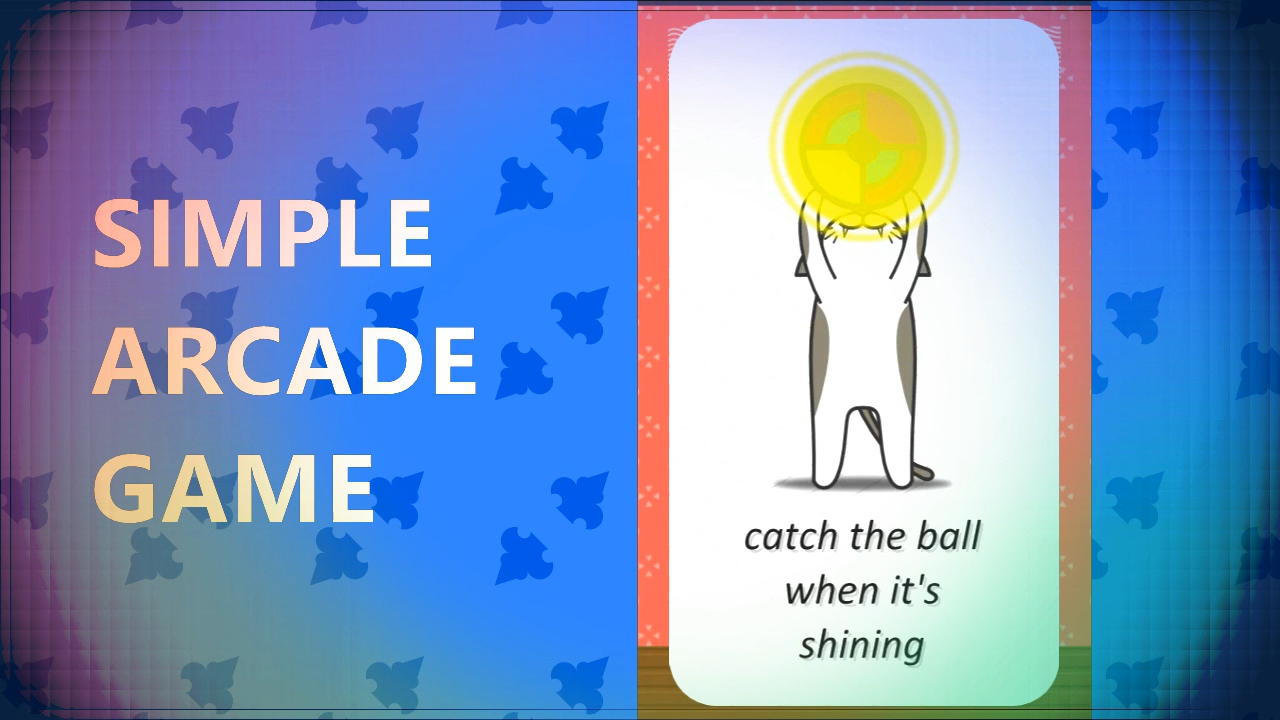 SIMPLE
ARCADE
GAME
catch the ball
when it's
shining